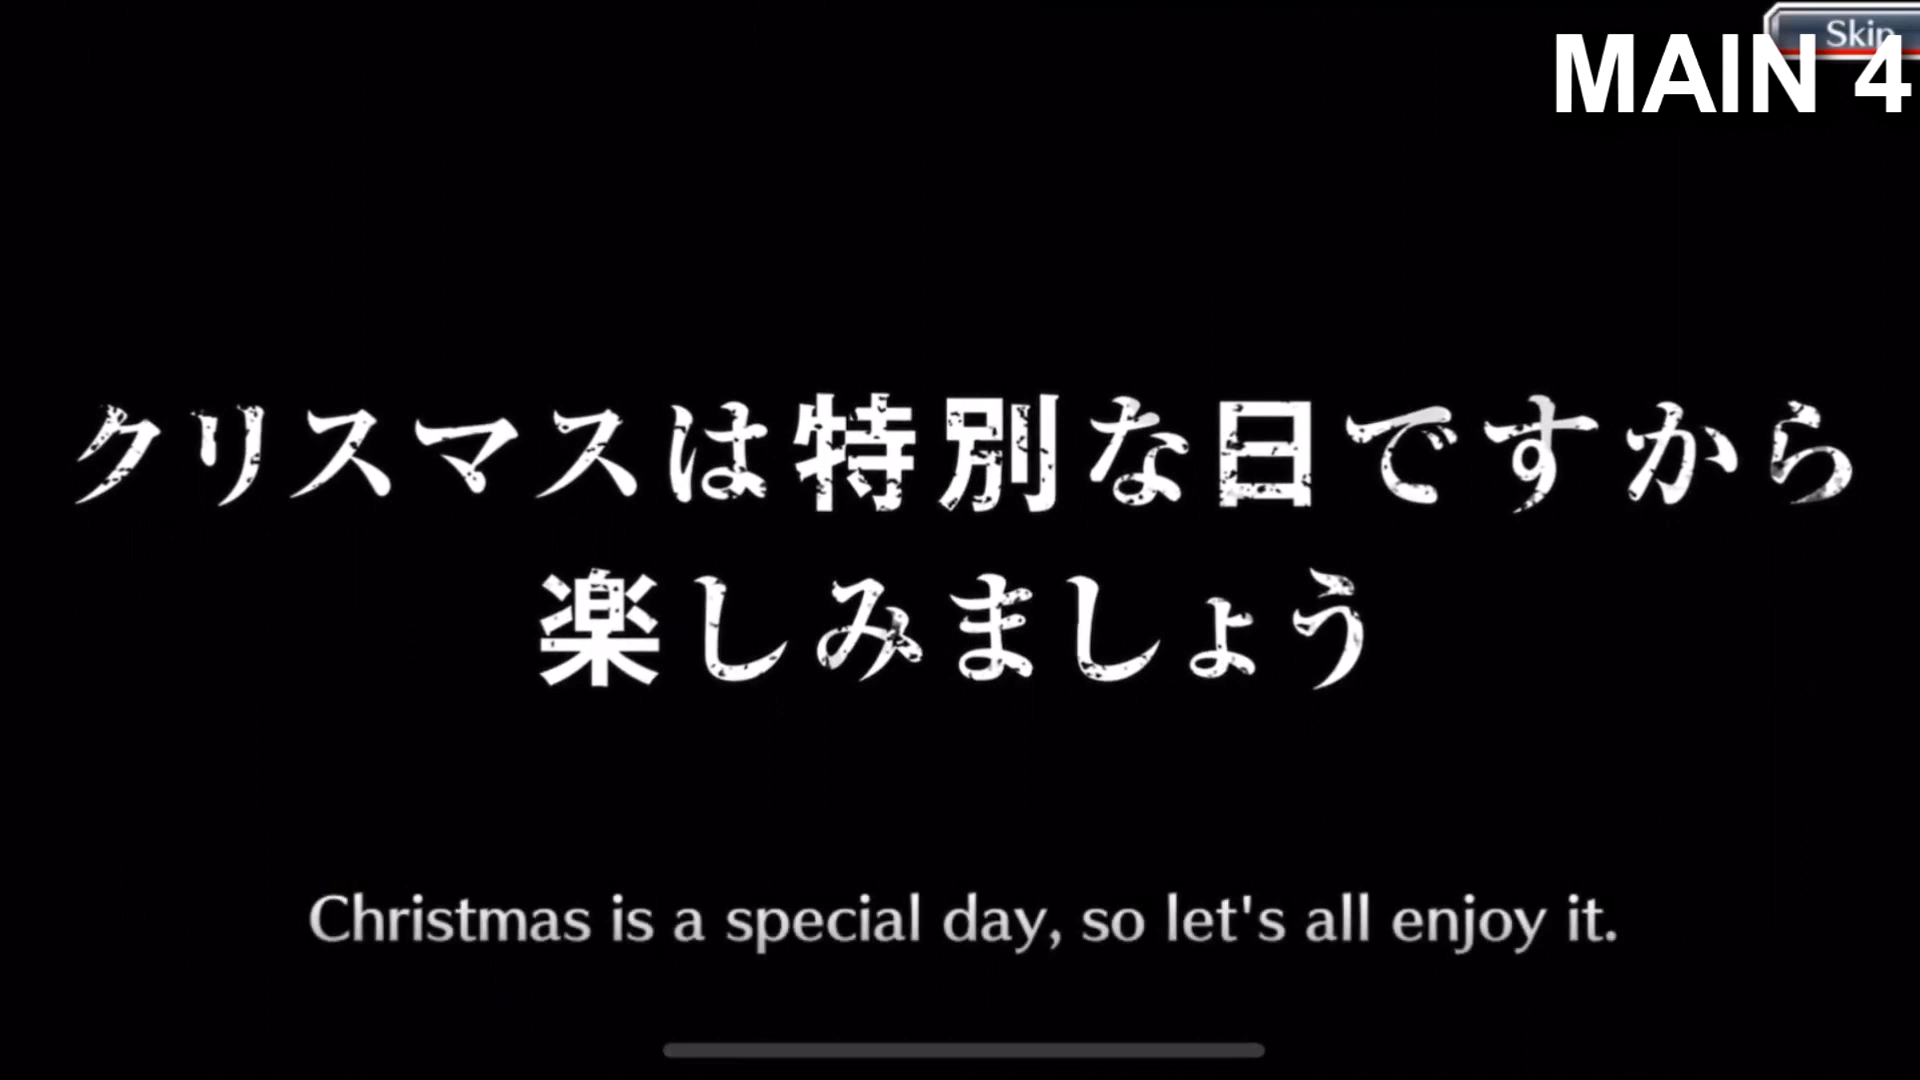 Skip
MAIN 4
クリスマスは特別な日ですから
楽しみましょう
Christmas is a special day, so let's all enjoy it.